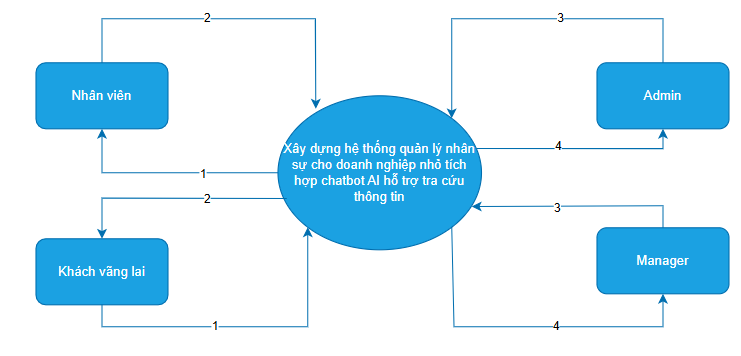 2
3
Nhân viên
Admin
Xây dựng hệ thống quản lý nhân
sự cho doanh nghiệp nhỏ tích
hợp chatbot AI hỗ trợ tra cứu
thông tin
4
1
2
3
Khách vãng lai
Manager
1
4